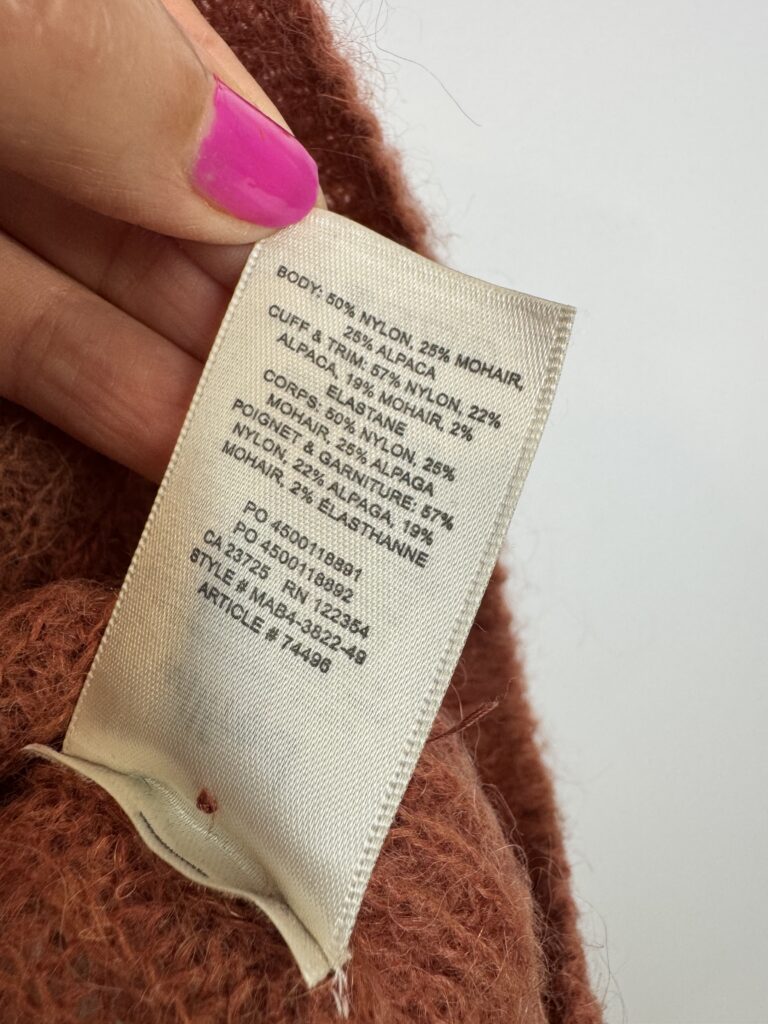 BODY: 50% NYLON, 25% MOHAIR,
25% ALPACA
CUFF & TRIM: 57% NYLON, 22%
ALPACA, 19% MOHAIR, 2%
ELASTANE
CORPS: 50% NYLON, 25%
MOHAIR, 25% ALPAGA
POIGNET & GARNITURE: 57%
NYLON, 22% ALPAGA, 19%
MOHAIR, 2% ÉLASTHANNE
PO 4500118891
PO 4500118892
CA 23725 RN 122354
STYLE # MAB4-3822-49
ARTICLE # 74496